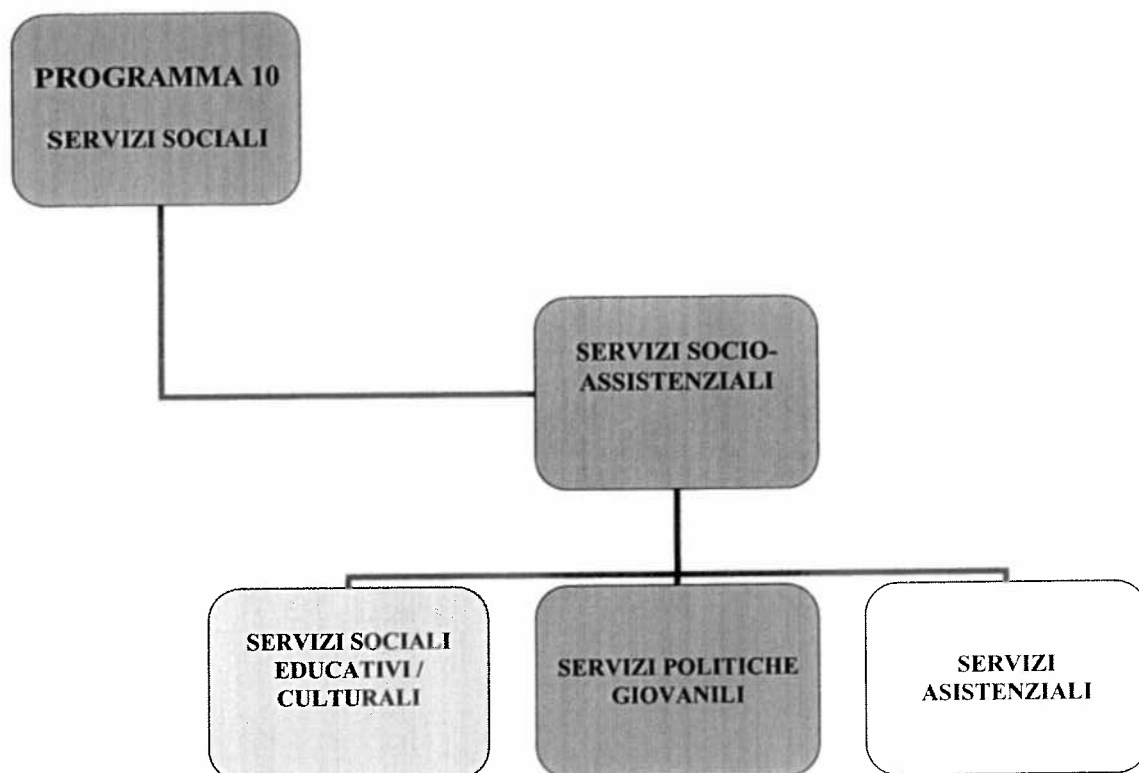 PROGRAMMA 10
SERVIZI SOCIALI
SERVIZI SOCIO-
ASSISTENZIALI
SERVIZI SOCIALI
EDUCATIVI /
CULTURALI
SERVIZI POLITICHE
GIOVANILI
SERVIZI
ASISTENZIALI